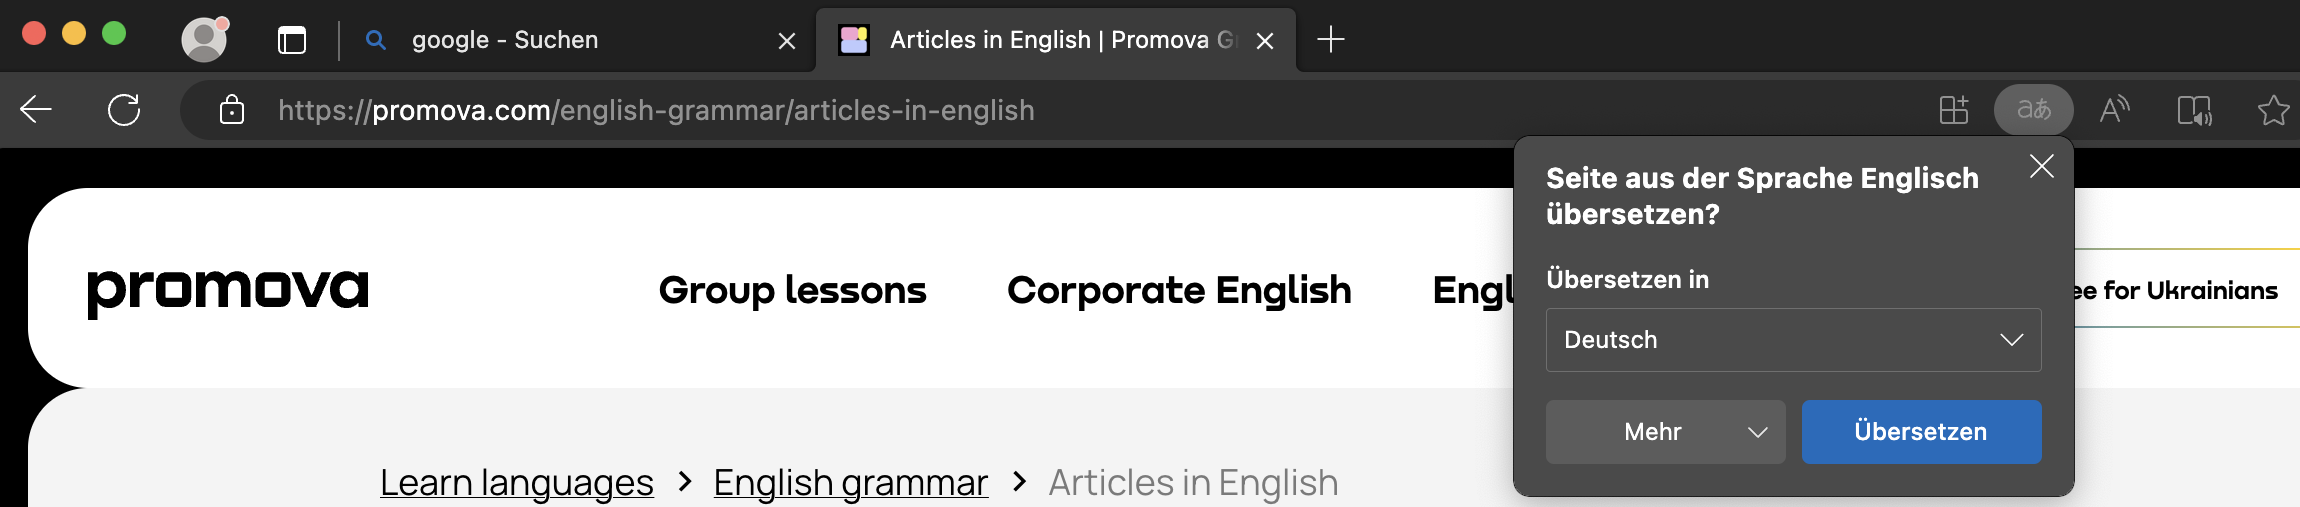 google - Suchen
Articles in English | Promova
https://promova.com/english-grammar/articles-in-english
aあ
Seite aus der Sprache Englisch
übersetzen?
Übersetzen in
Deutsch
Mehr
Übersetzen
promova
Group lessons
Corporate English
for Ukrainians
Learn languages > English grammar > Articles in English